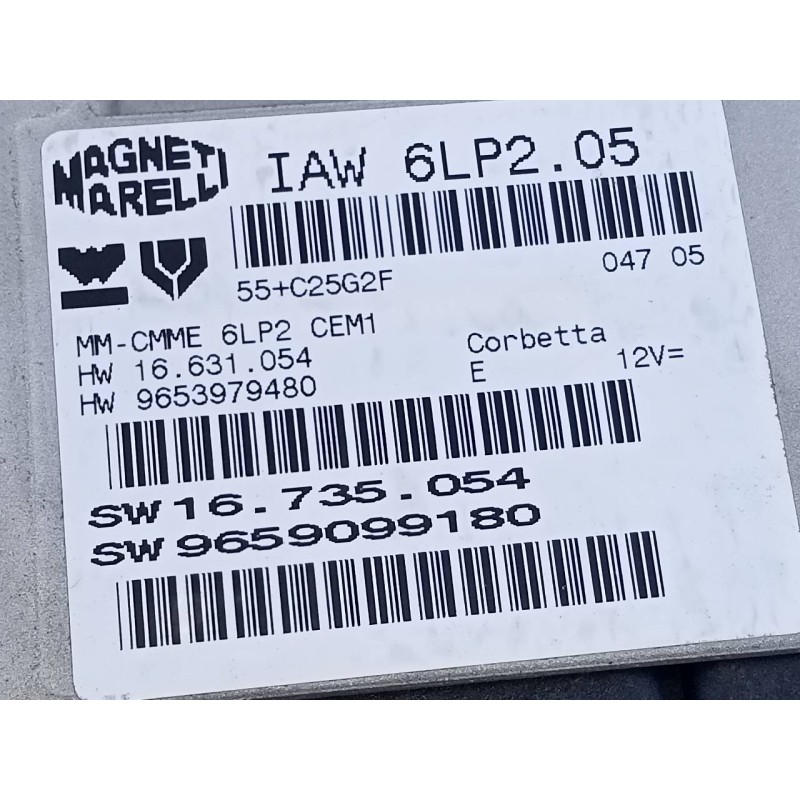 MAGNETI
MARELLI
IAW 6LP2.05
55+C25G2F
047 05
MM-CMME 6LP2 CEM1
HW 16.631.054
Corbetta
HW 9653979480
E
12V=
SW 16.735.054
SW 9659099180